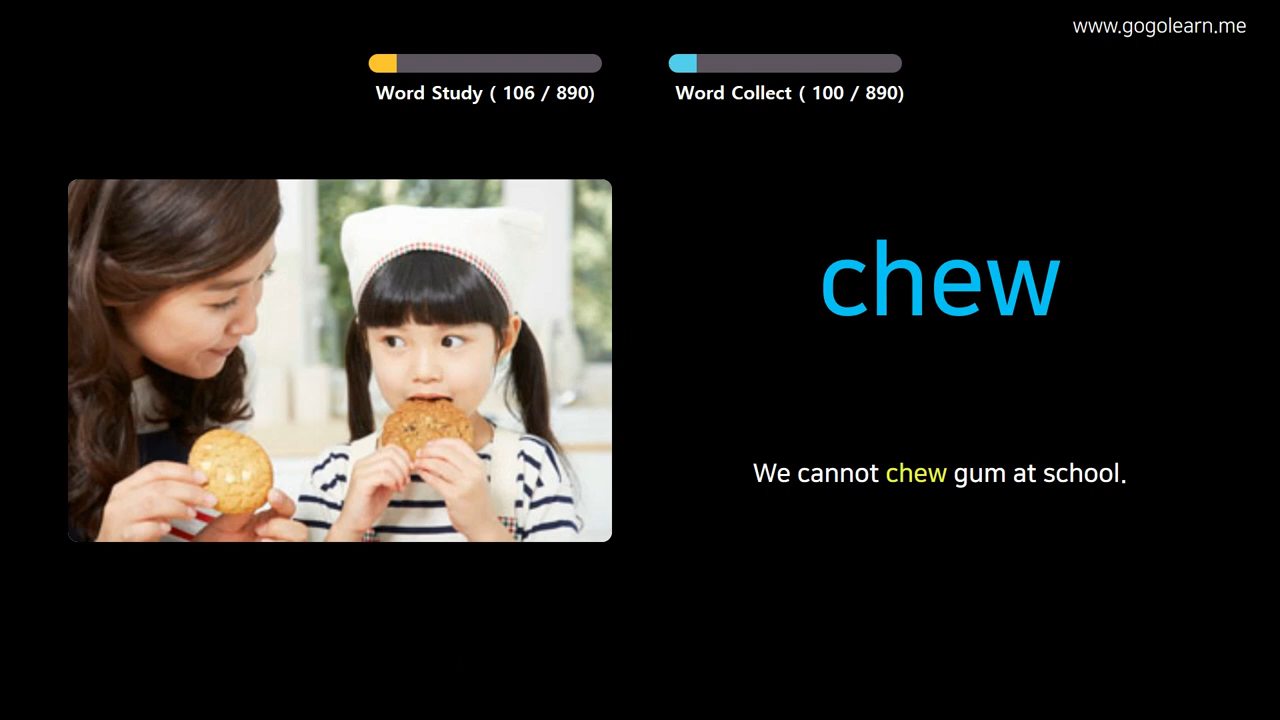 www.gogolearn.me
Word Study ( 106 / 890)
Word Collect ( 100 / 890)
chew
We cannot chew gum at school.